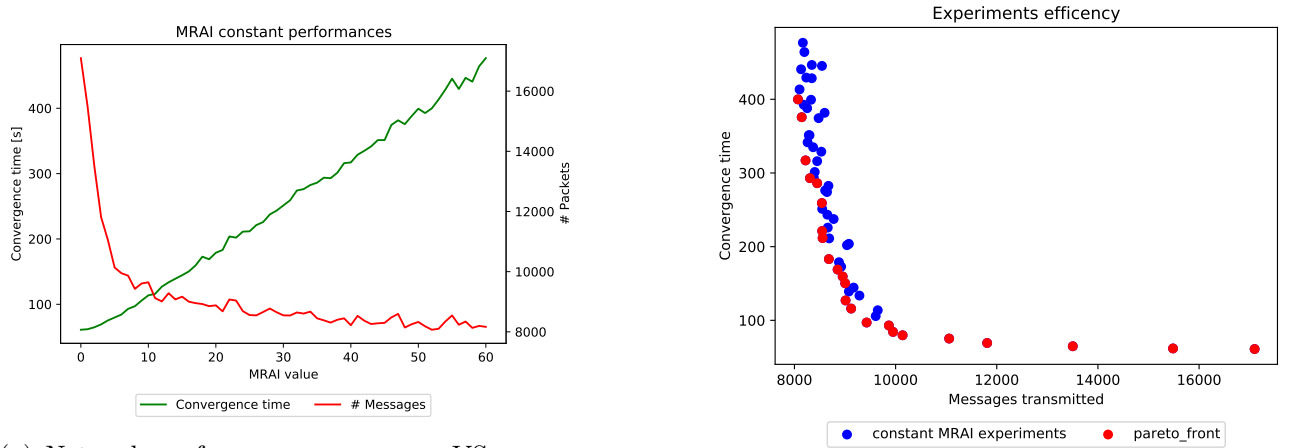 MRAI constant performances
Convergence time [s]
400
300
200
100
16000
14000
12000
10000
8000
# Packets
0 10 20 30 40 50 60
MRAI value
Convergence time # Messages
Experiments efficency
Convergence time
400
300
200
100
8000 10000 12000 14000 16000
Messages transmitted
constant MRAI experiments pareto_front